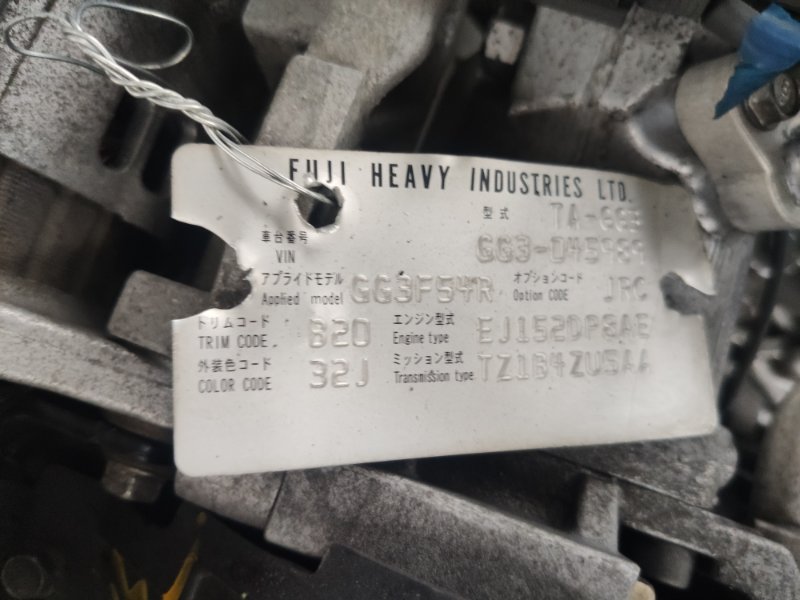 FUJI HEAVY INDUSTRIES LTD.
型式 TA-GG3
車台番号
VIN GG3-045989
アプライドモデル
Applied model GG3F54R
オプションコード
Option CODE JRC
トリムコード
TRIM CODE B20
エンジン型式
Engine type EJ152DP8AE
外装色コード
COLOR CODE 32J
ミッション型式
Transmission type TZ1B4ZU5AA